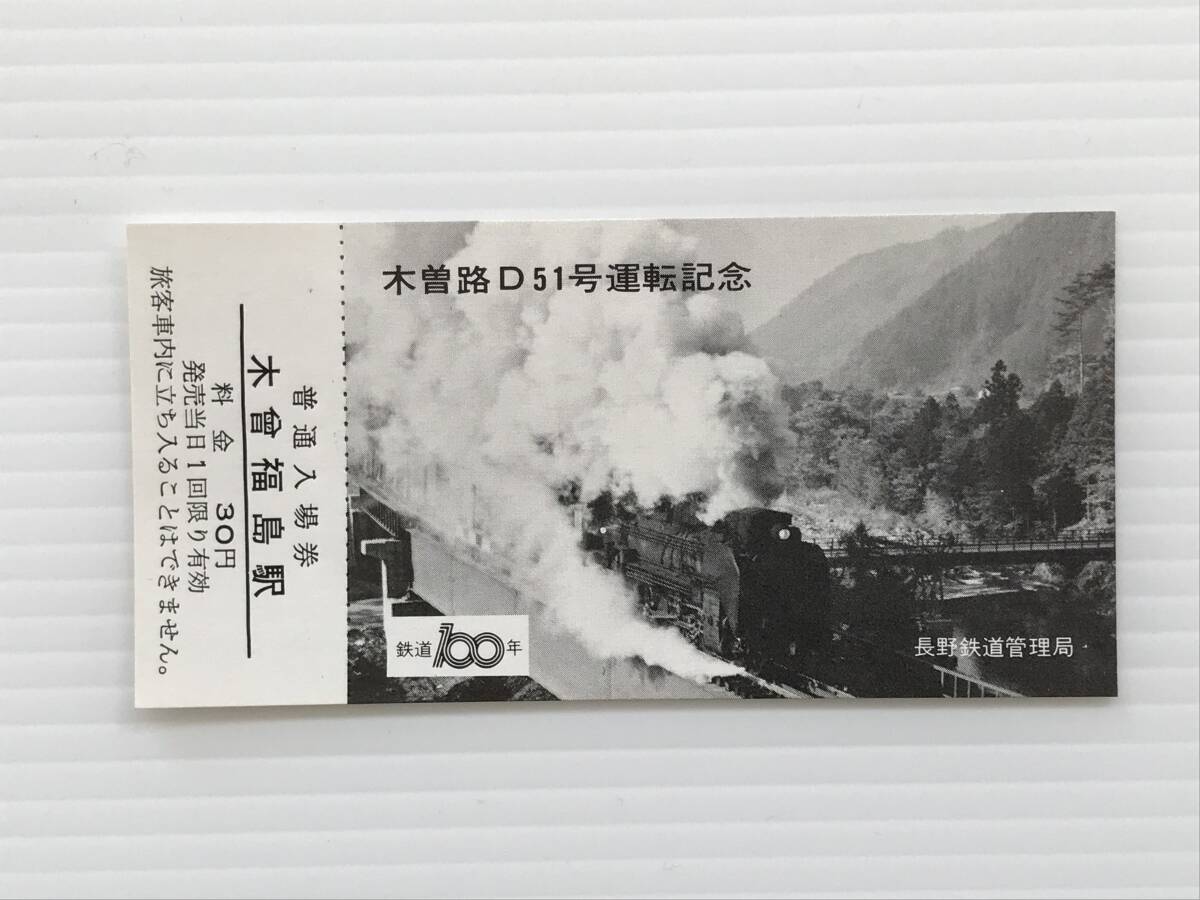 木曽路D51号運転記念
鉄道100年
長野鉄道管理局
普通入場券
木曾福島駅
料金 30円
発売当日1回限り有効
旅客車内に立ち入ることはできません。